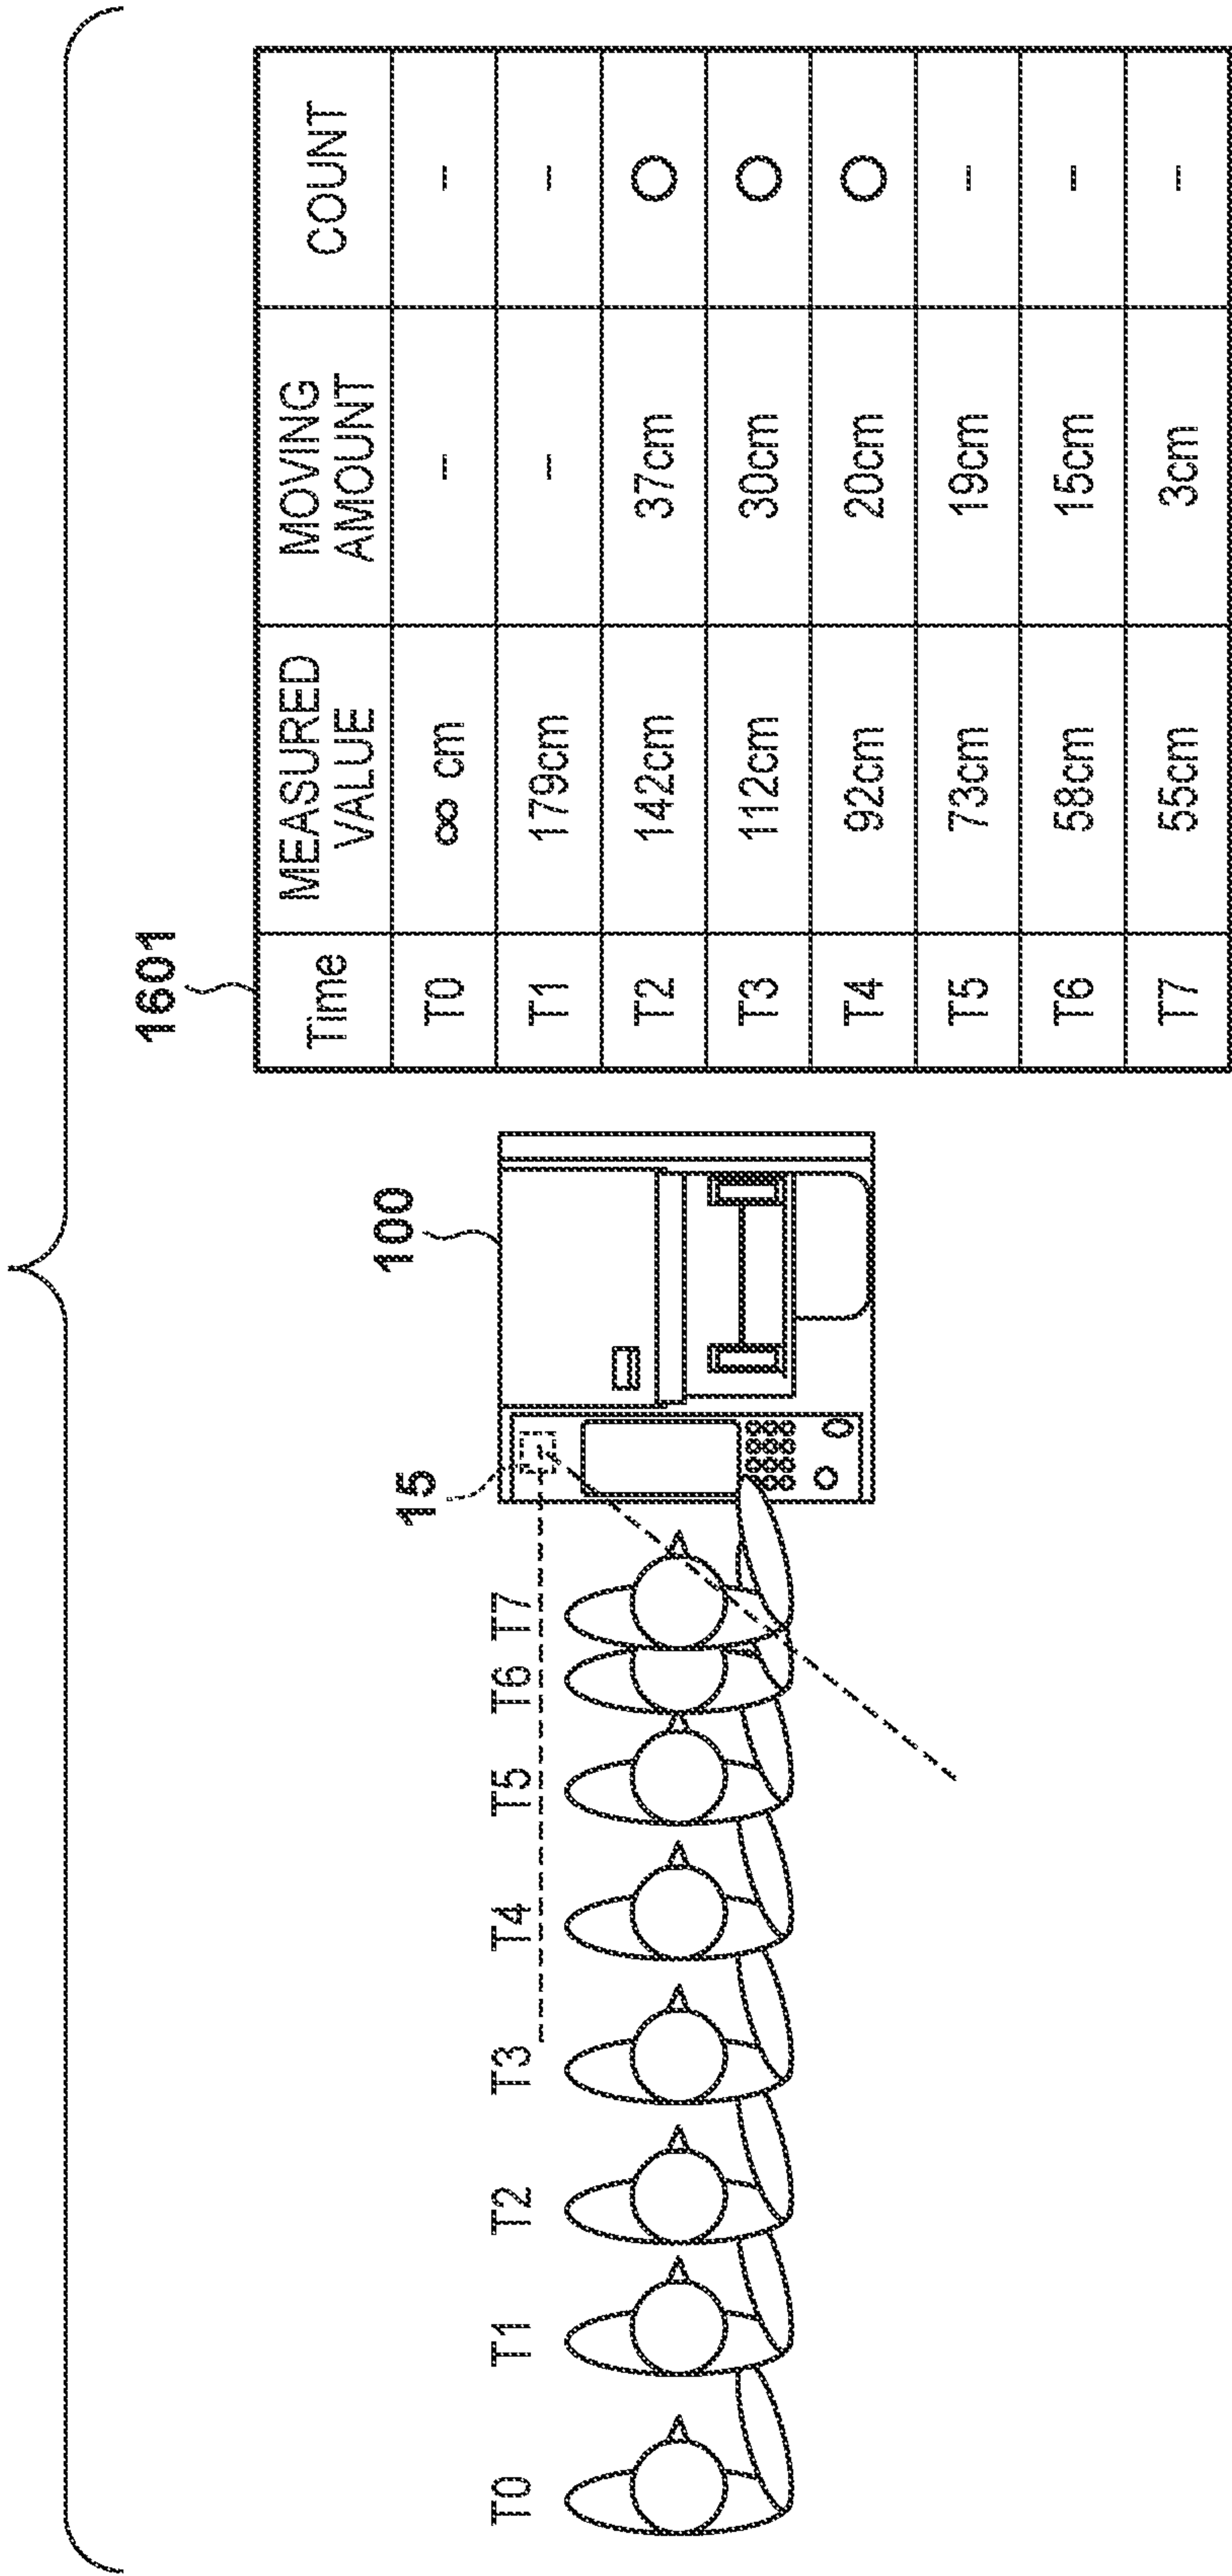 1601
Time MEASURED VALUE MOVING AMOUNT COUNT
T0 ∞ cm - -
T1 179cm - -
T2 142cm 37cm ○
T3 112cm 30cm ○
T4 92cm 20cm ○
T5 73cm 19cm -
T6 58cm 15cm -
T7 55cm 3cm -
100
15
T0 T1 T2 T3 T4 T5 T6 T7